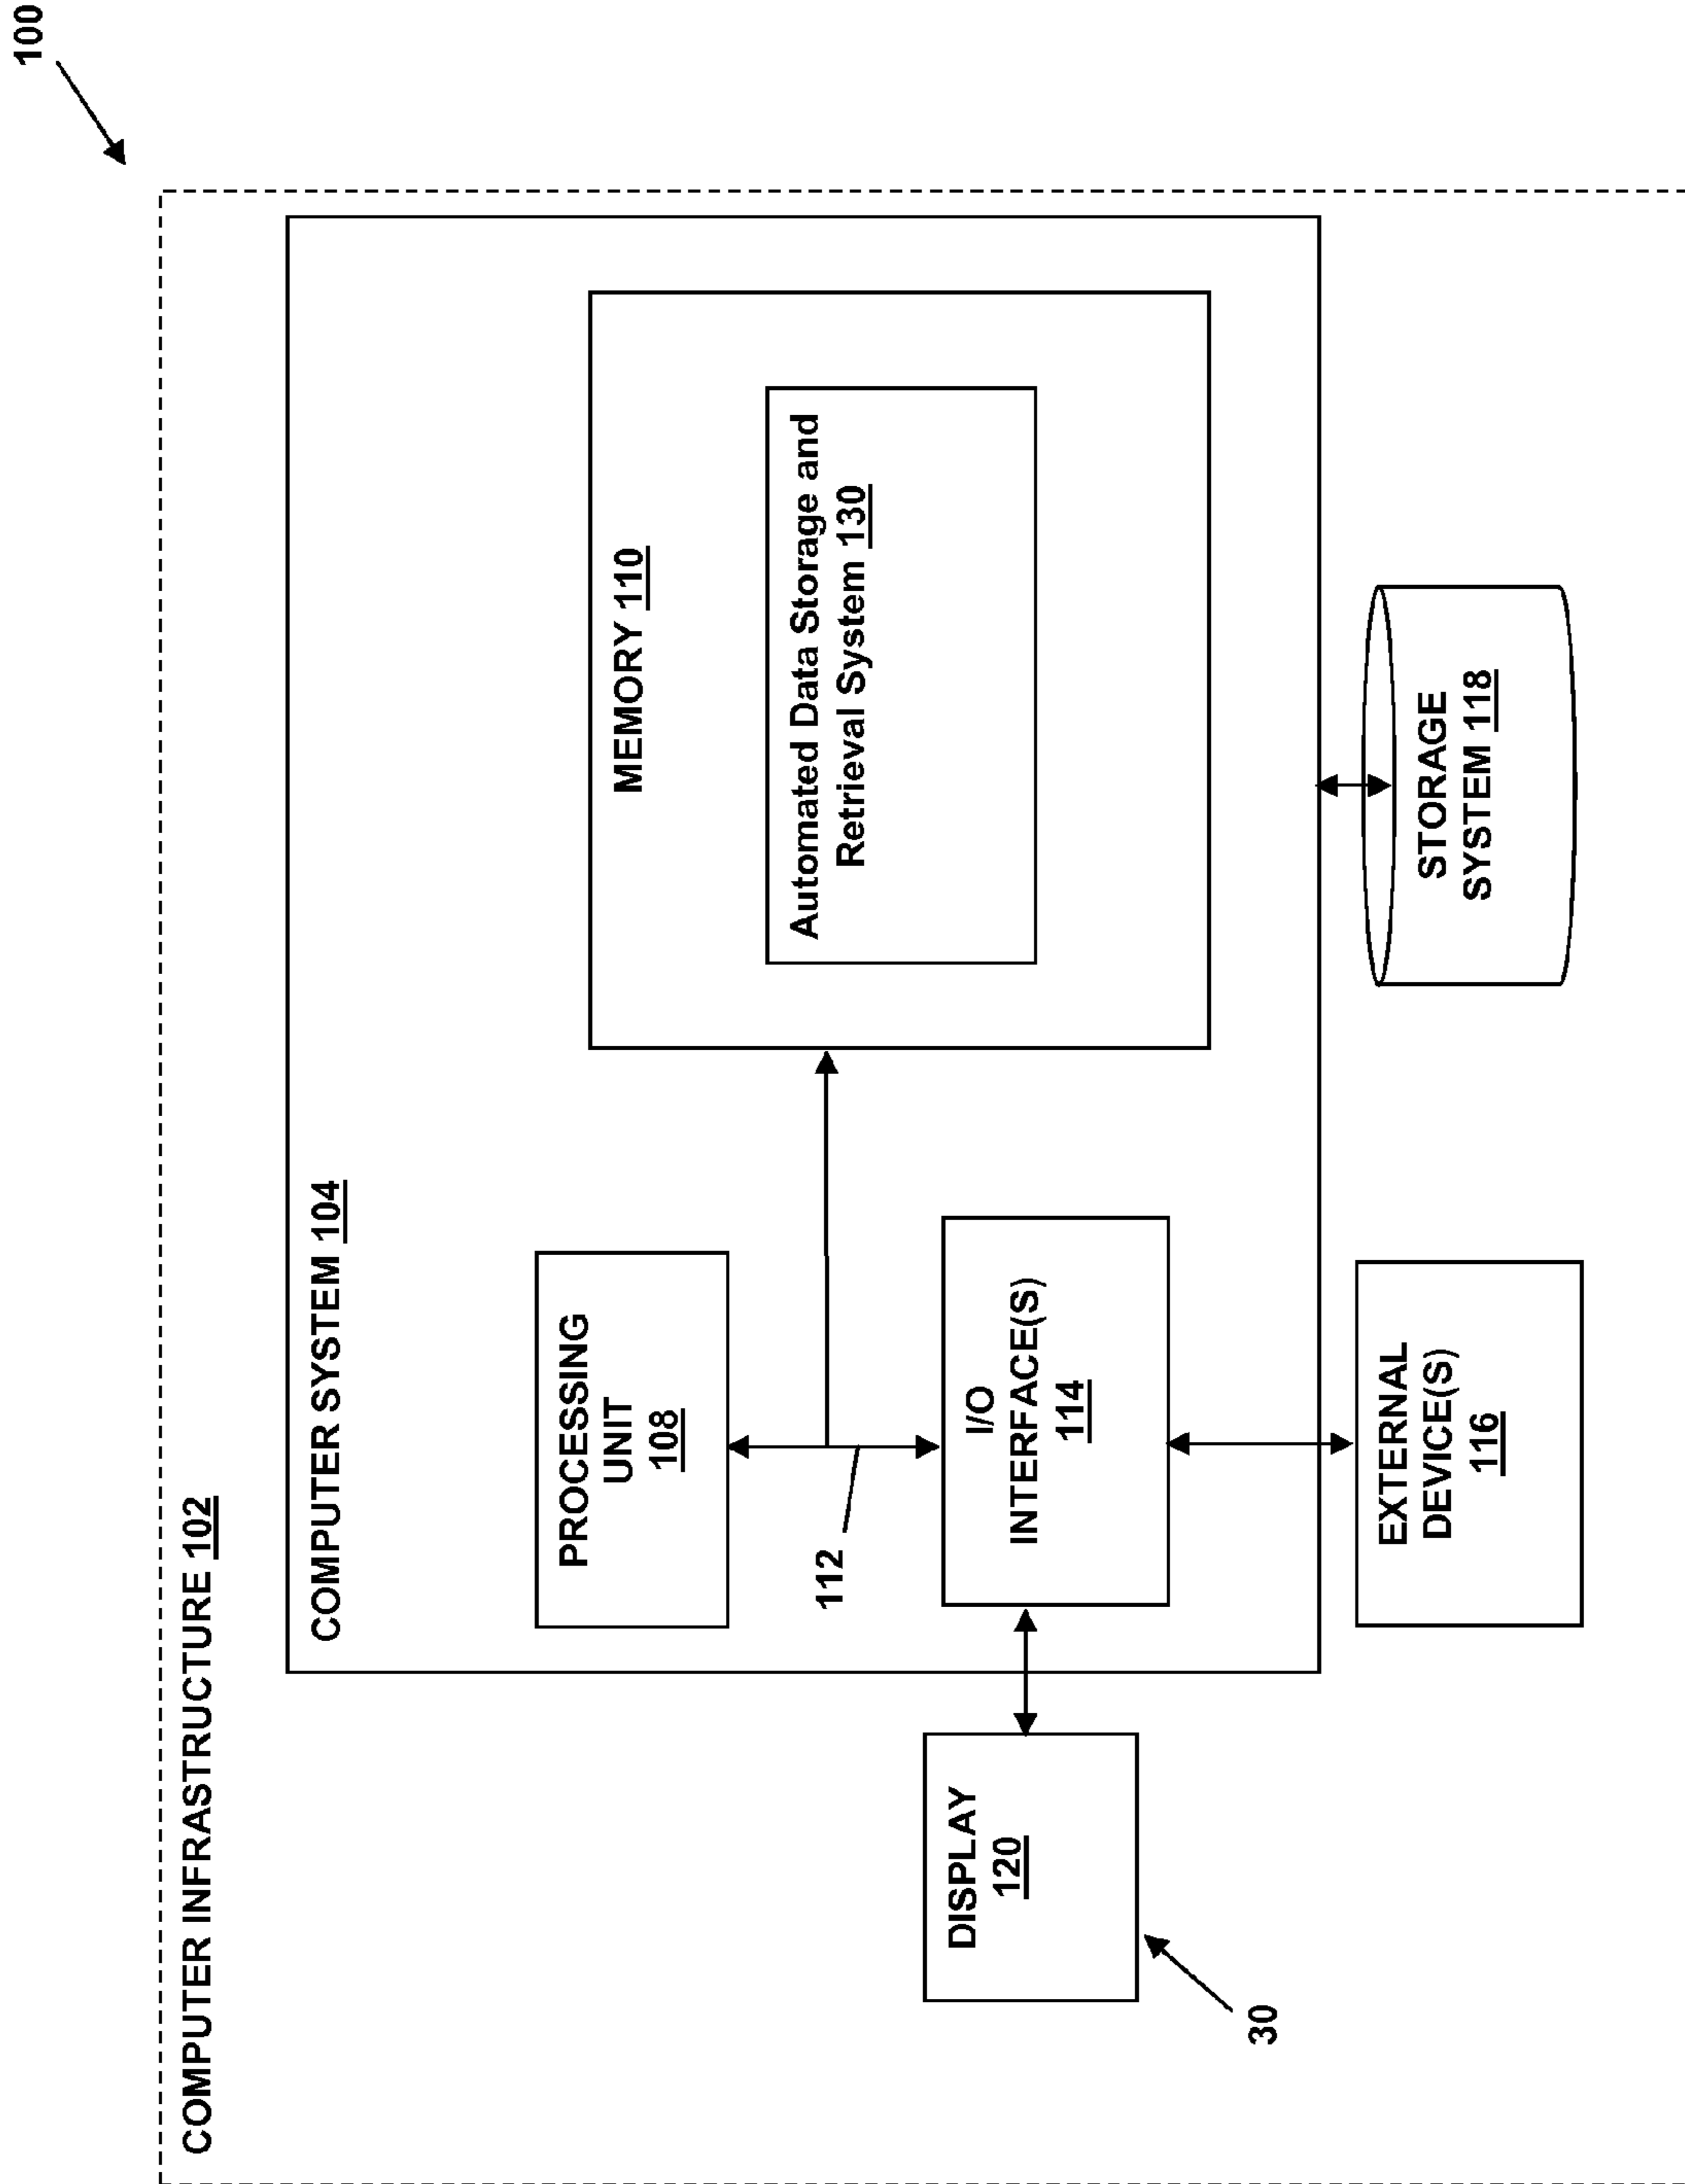 100
COMPUTER INFRASTRUCTURE 102
COMPUTER SYSTEM 104
PROCESSING
UNIT
108
MEMORY 110
Automated Data Storage and
Retrieval System 130
112
I/O
INTERFACE(S)
114
DISPLAY
120
30
EXTERNAL
DEVICE(S)
116
STORAGE
SYSTEM 118